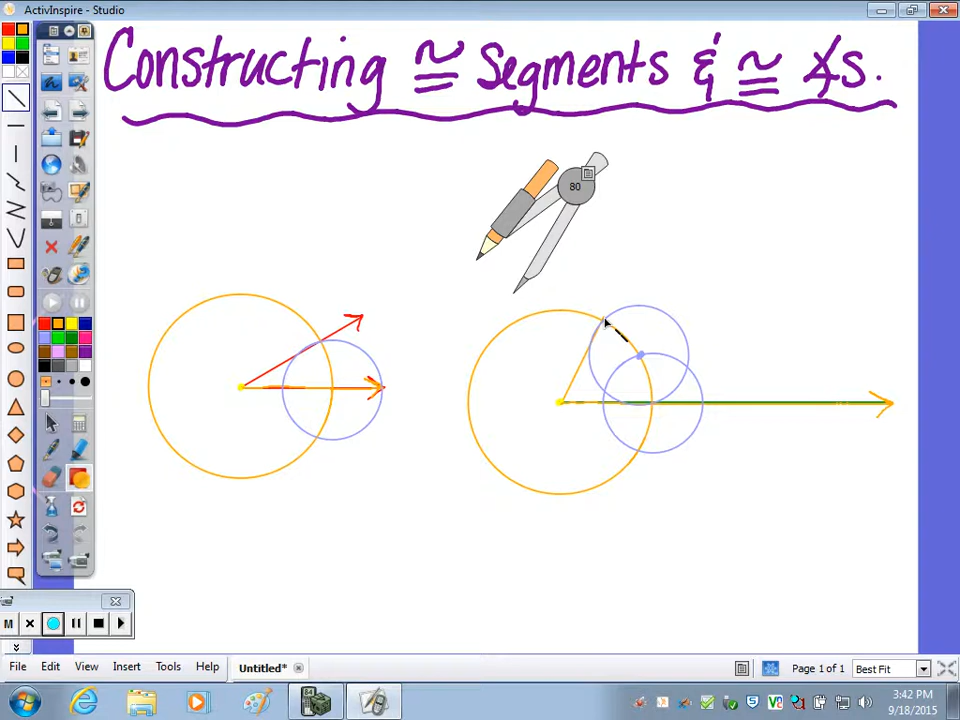 ActivInspire - Studio
Constructing ≅ Segments & ≅ ∡s.
80
M
File Edit View Insert Tools Help Untitled* Page 1 of 1 Best Fit
84
3:42 PM
9/18/2015